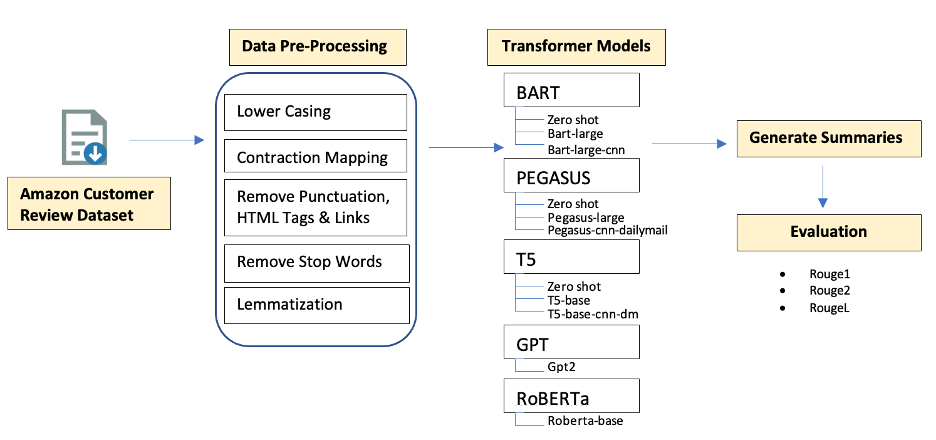 Amazon Customer
Review Dataset
Data Pre-Processing
Lower Casing
Contraction Mapping
Remove Punctuation,
HTML Tags & Links
Remove Stop Words
Lemmatization
Transformer Models
BART
Zero shot
Bart-large
Bart-large-cnn
PEGASUS
Zero shot
Pegasus-large
Pegasus-cnn-dailymail
T5
Zero shot
T5-base
T5-base-cnn-dm
GPT
Gpt2
RoBERTa
Roberta-base
Generate Summaries
Evaluation
• Rouge1
• Rouge2
• RougeL